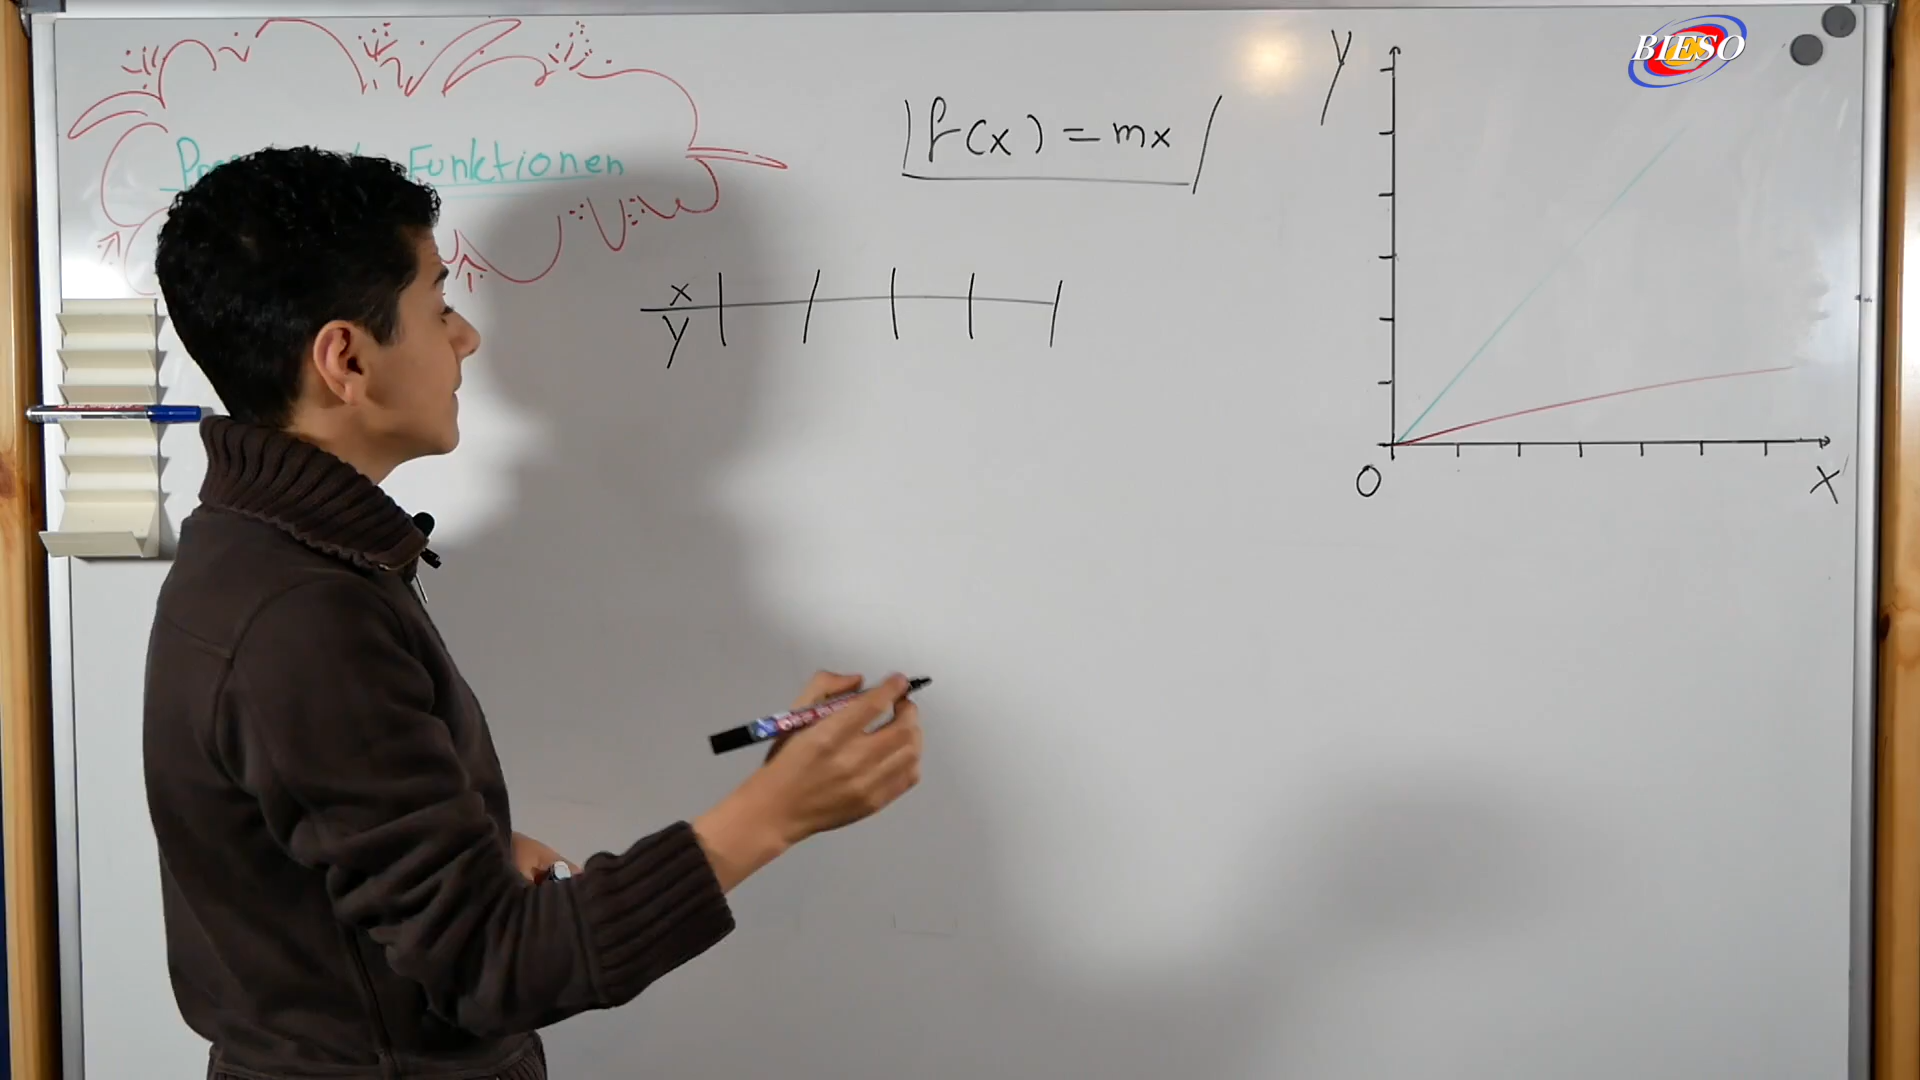 Funktionen
f(x) = mx
BIESO
y
x
y
0
x